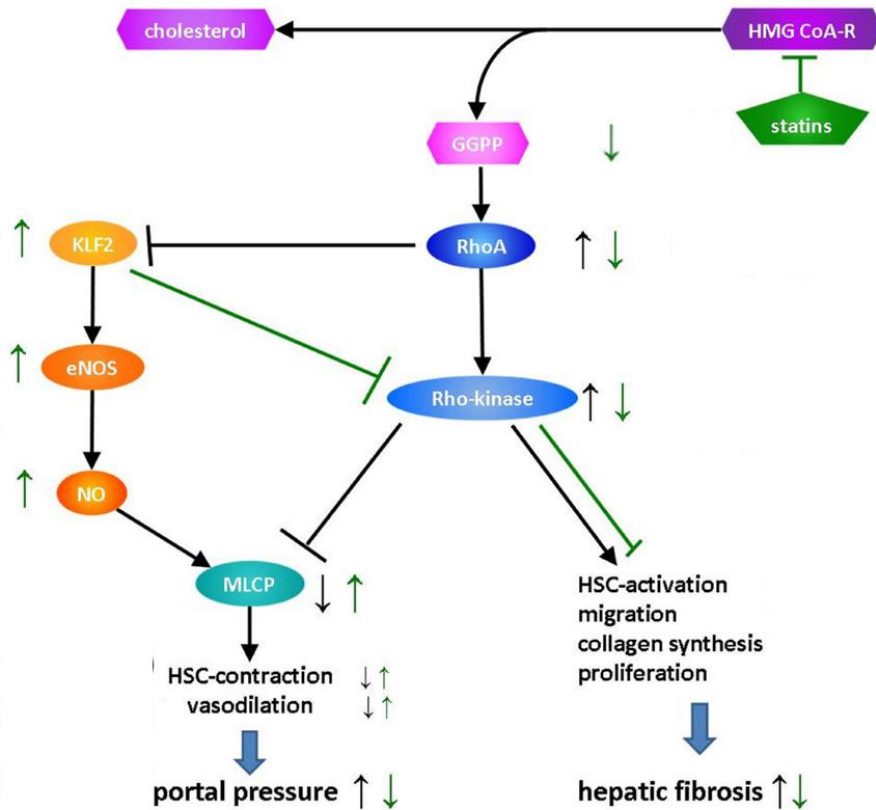 cholesterol
HMG CoA-R
statins
GGPP ↓
KLF2 ↑
RhoA ↑ ↓
eNOS ↑
Rho-kinase ↑ ↓
NO ↑
MLCP ↓ ↑
HSC-activation
migration
collagen synthesis
proliferation
HSC-contraction ↓ ↑
vasodilation ↓ ↑
portal pressure ↑ ↓
hepatic fibrosis ↑ ↓